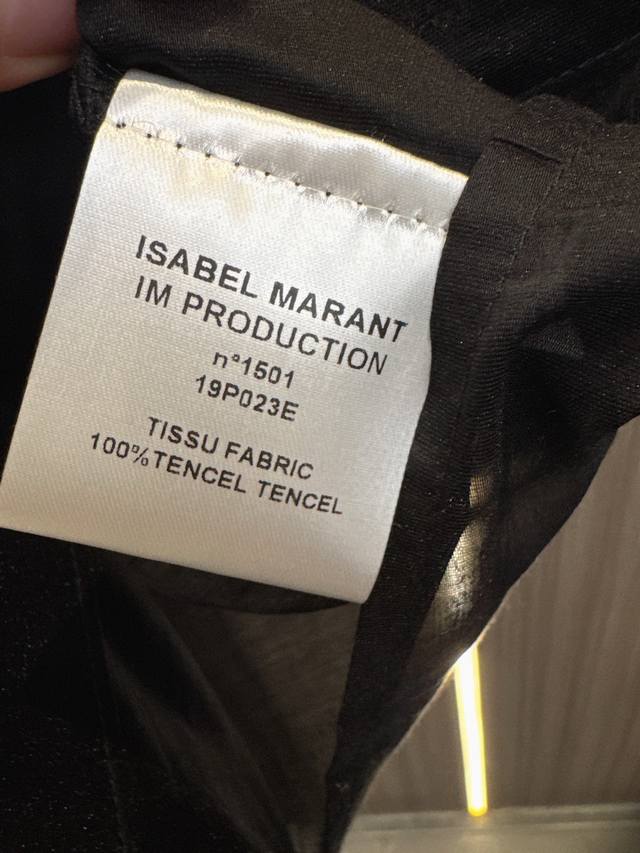 ISABEL MARANT
IM PRODUCTION
n°1501
19P023E
TISSU FABRIC
100%TENCEL TENCEL